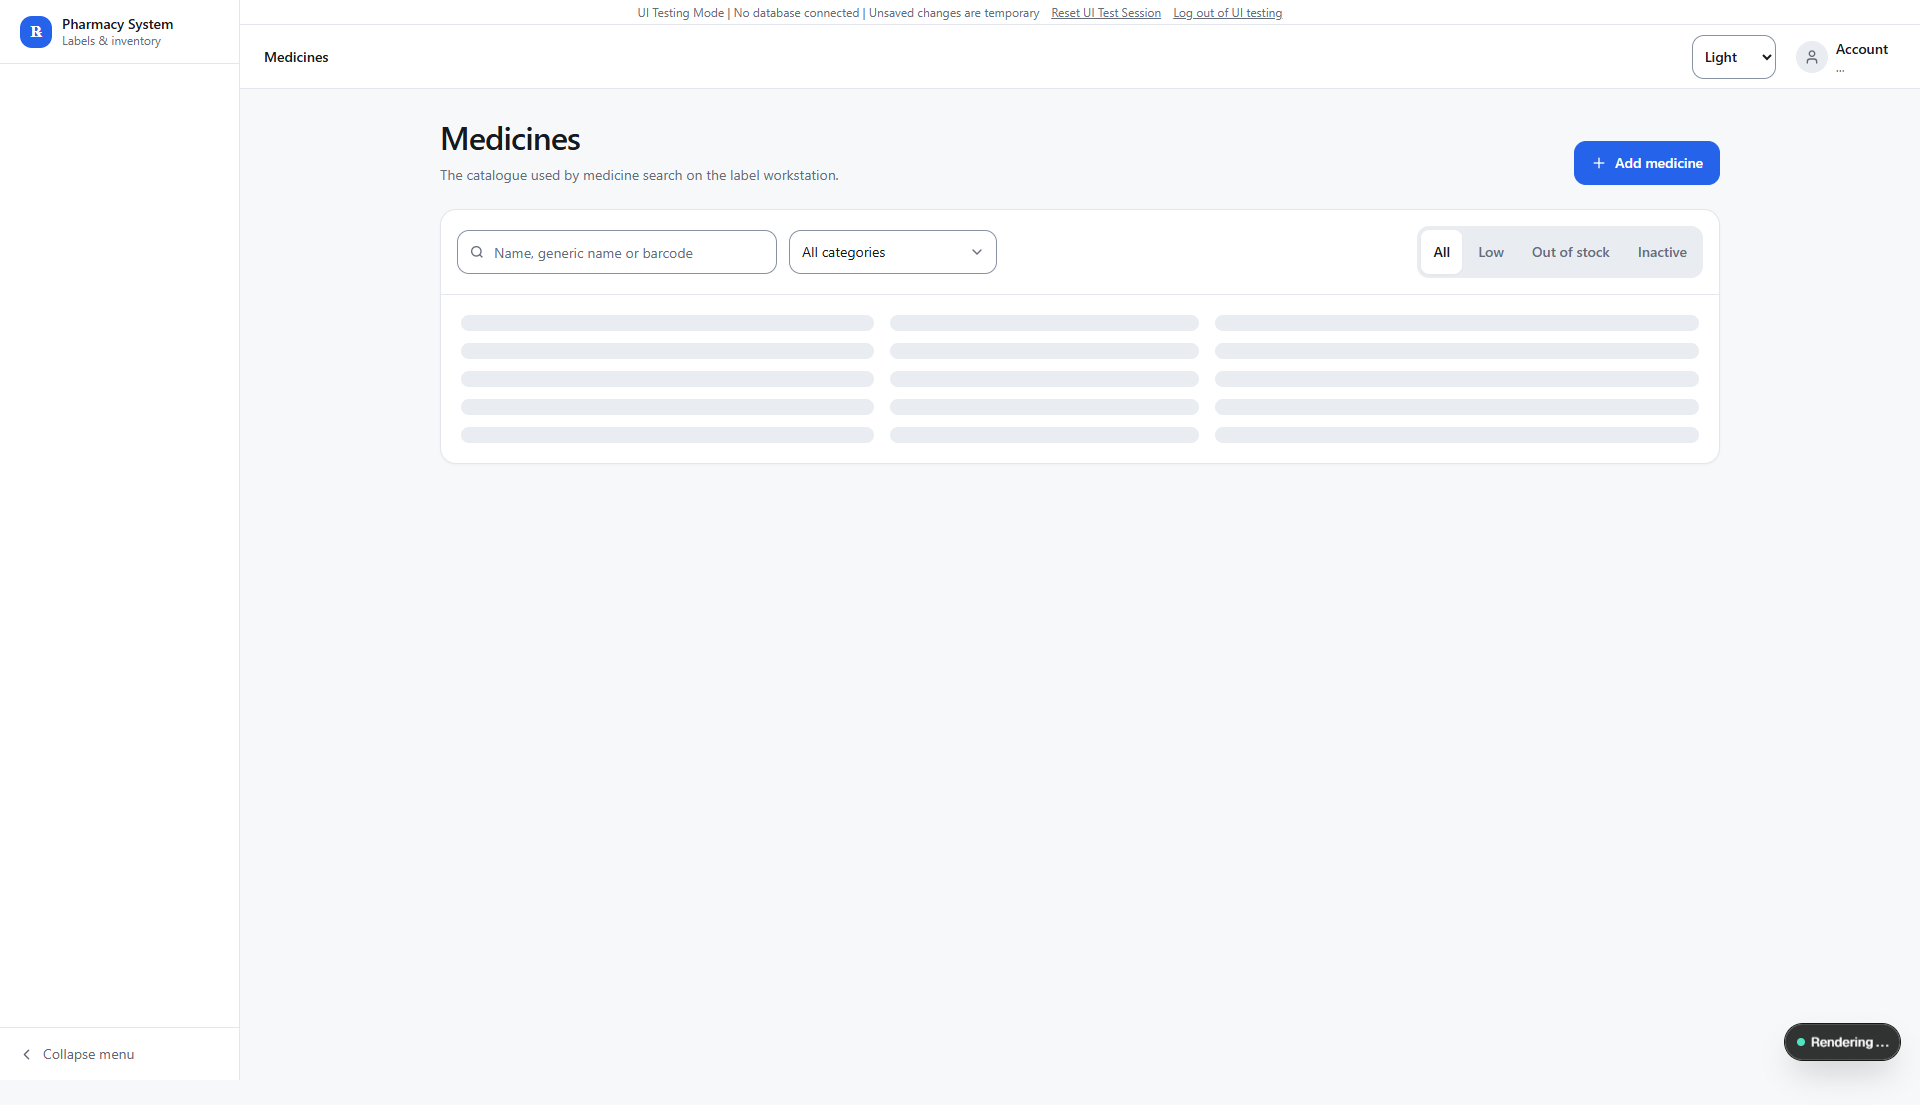 Pharmacy System
Labels & inventory
UI Testing Mode | No database connected | Unsaved changes are temporary Reset UI Test Session Log out of UI testing
Medicines
Light
Account
...
Medicines
The catalogue used by medicine search on the label workstation.
Add medicine
Name, generic name or barcode
All categories
All Low Out of stock Inactive
Collapse menu
Rendering ...